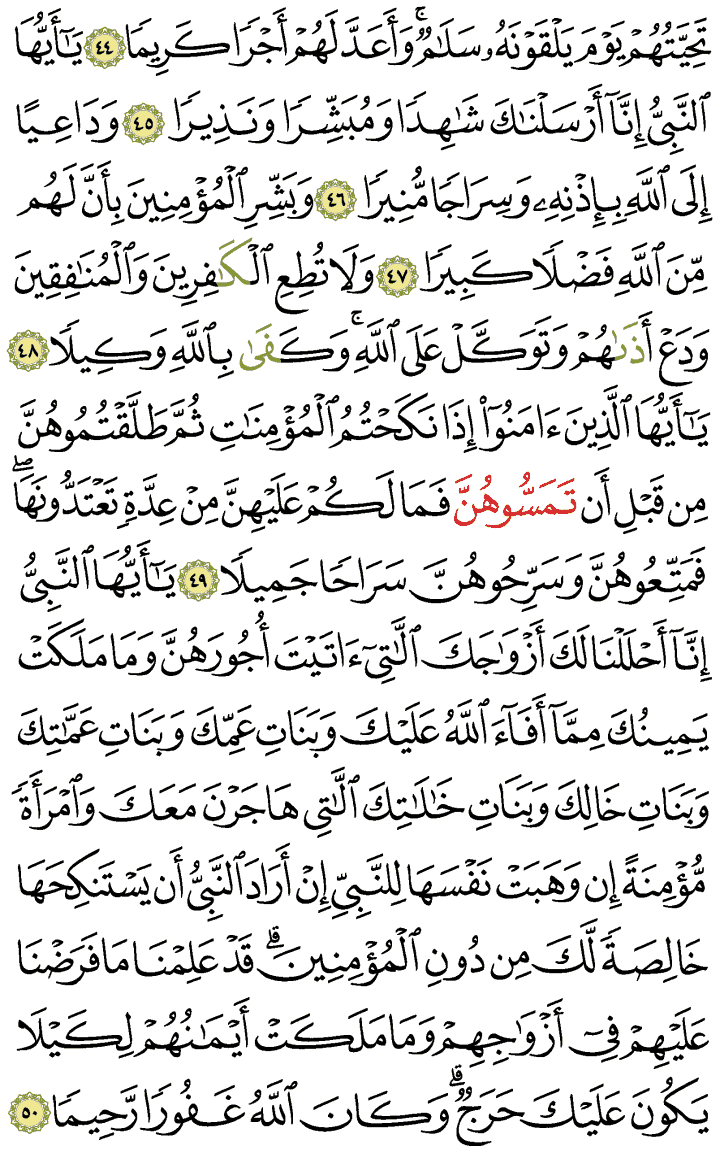 تَحِيَّتُهُمْ يَوْمَ يَلْقَوْنَهُۥ سَلَـٰمٌۭ ۚ وَأَعَدَّ لَهُمْ أَجْرًۭا كَرِيمًۭا ٤٤ يَـٰٓأَيُّهَا
ٱلنَّبِىُّ إِنَّآ أَرْسَلْنَـٰكَ شَـٰهِدًۭا وَمُبَشِّرًۭا وَنَذِيرًۭا ٤٥ وَدَاعِيًا
إِلَى ٱللَّهِ بِإِذْنِهِۦ وَسِرَاجًۭا مُّنِيرًۭا ٤٦ وَبَشِّرِ ٱلْمُؤْمِنِينَ بِأَنَّ لَهُم
مِّنَ ٱللَّهِ فَضْلًۭا كَبِيرًۭا ٤٧ وَلَا تُطِعِ ٱلْكَـٰفِرِينَ وَٱلْمُنَـٰفِقِينَ
وَدَعْ أَذَىٰهُمْ وَتَوَكَّلْ عَلَى ٱللَّهِ ۚ وَكَفَىٰ بِٱللَّهِ وَكِيلًۭا ٤٨
يَـٰٓأَيُّهَا ٱلَّذِينَ ءَامَنُوٓا۟ إِذَا نَكَحْتُمُ ٱلْمُؤْمِنَـٰتِ ثُمَّ طَلَّقْتُمُوهُنَّ
مِن قَبْلِ أَن تَمَسُّوهُنَّ فَمَا لَكُمْ عَلَيْهِنَّ مِنْ عِدَّةٍۢ تَعْتَدُّونَهَا ۖ
فَمَتِّعُوهُنَّ وَسَرِّحُوهُنَّ سَرَاحًۭا جَمِيلًۭا ٤٩ يَـٰٓأَيُّهَا ٱلنَّبِىُّ
إِنَّآ أَحْلَلْنَا لَكَ أَزْوَٰجَكَ ٱلَّـٰتِىٓ ءَاتَيْتَ أُجُورَهُنَّ وَمَا مَلَكَتْ
يَمِينُكَ مِمَّآ أَفَآءَ ٱللَّهُ عَلَيْكَ وَبَنَاتِ عَمِّكَ وَبَنَاتِ عَمَّـٰتِكَ
وَبَنَاتِ خَالِكَ وَبَنَاتِ خَـٰلَـٰتِكَ ٱلَّـٰتِى هَاجَرْنَ مَعَكَ وَٱمْرَأَةًۭ
مُّؤْمِنَةً إِن وَهَبَتْ نَفْسَهَا لِلنَّبِىِّ إِنْ أَرَادَ ٱلنَّبِىُّ أَن يَسْتَنكِحَهَا
خَالِصَةًۭ لَّكَ مِن دُونِ ٱلْمُؤْمِنِينَ ۗ قَدْ عَلِمْنَا مَا فَرَضْنَا
عَلَيْهِمْ فِىٓ أَزْوَٰجِهِمْ وَمَا مَلَكَتْ أَيْمَـٰنُهُمْ لِكَيْلَا
يَكُونَ عَلَيْكَ حَرَجٌۭ ۗ وَكَانَ ٱللَّهُ غَفُورًۭا رَّحِيمًۭا ٥٠